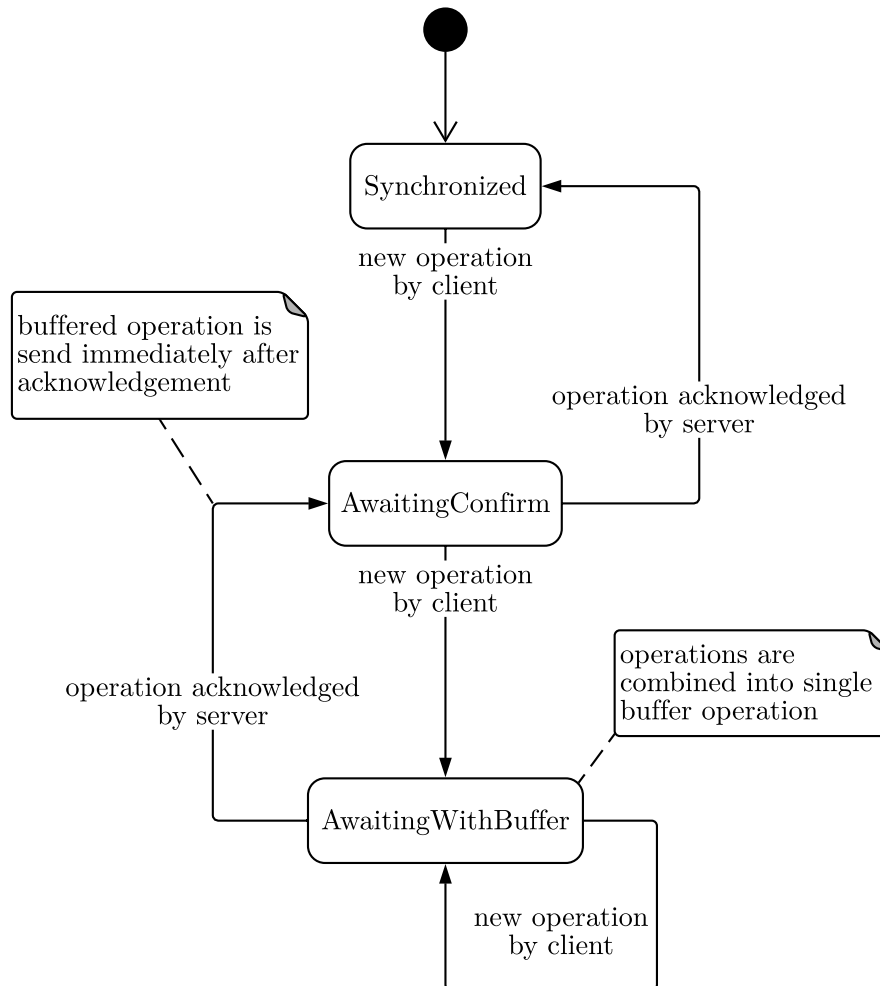 Synchronized
new operation
by client
buffered operation is
send immediately after
acknowledgement
operation acknowledged
by server
AwaitingConfirm
new operation
by client
operations are
combined into single
buffer operation
operation acknowledged
by server
AwaitingWithBuffer
new operation
by client